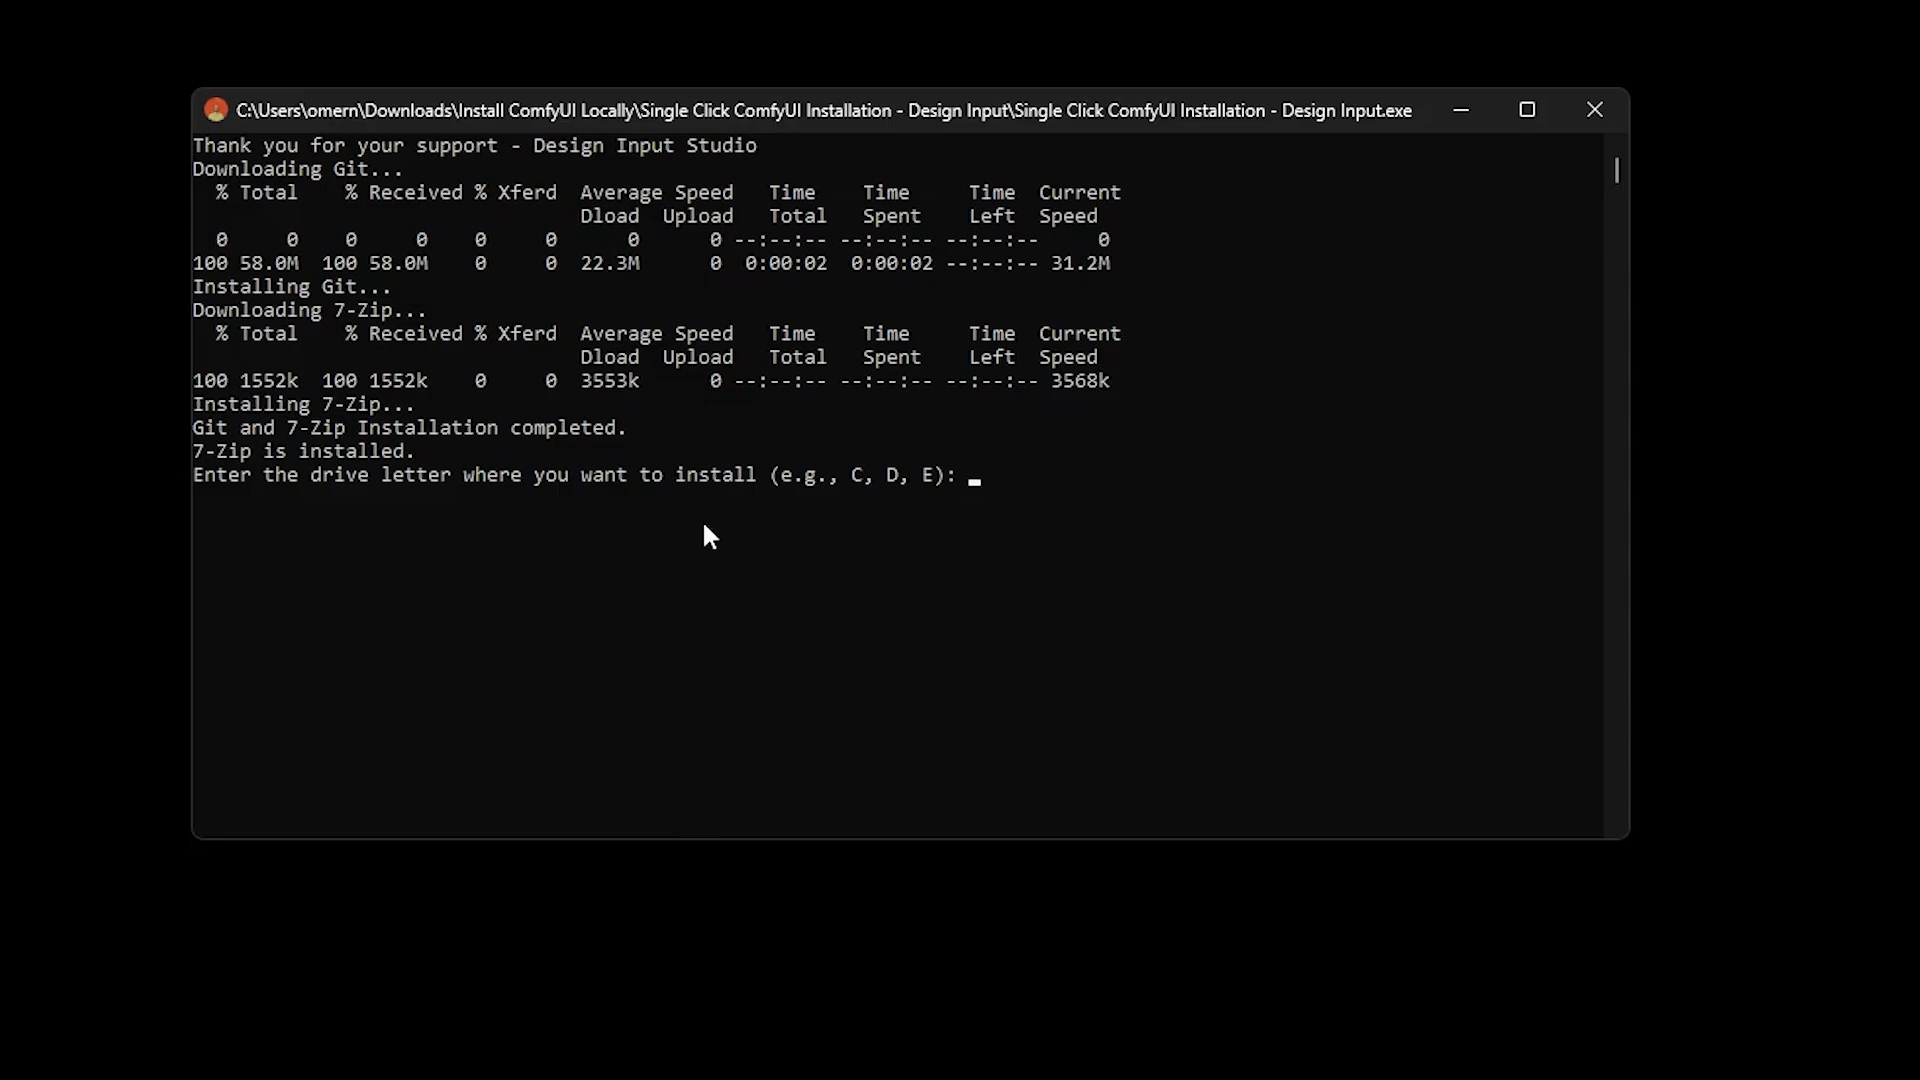 C:\Users\omern\Downloads\Install ComfyUI Locally\Single Click ComfyUI Installation - Design Input\Single Click ComfyUI Installation - Design Input.exe
Thank you for your support - Design Input Studio
Downloading Git...
  % Total    % Received % Xferd  Average Speed   Time    Time     Time  Current
                                 Dload  Upload   Total   Spent    Left  Speed
  0     0    0     0    0     0      0      0 --:--:-- --:--:-- --:--:--     0
100 58.0M  100 58.0M    0     0  22.3M      0  0:00:02  0:00:02 --:--:-- 31.2M
Installing Git...
Downloading 7-Zip...
  % Total    % Received % Xferd  Average Speed   Time    Time     Time  Current
                                 Dload  Upload   Total   Spent    Left  Speed
100 1552k  100 1552k    0     0  3553k      0 --:--:-- --:--:-- --:--:-- 3568k
Installing 7-Zip...
Git and 7-Zip Installation completed.
7-Zip is installed.
Enter the drive letter where you want to install (e.g., C, D, E):